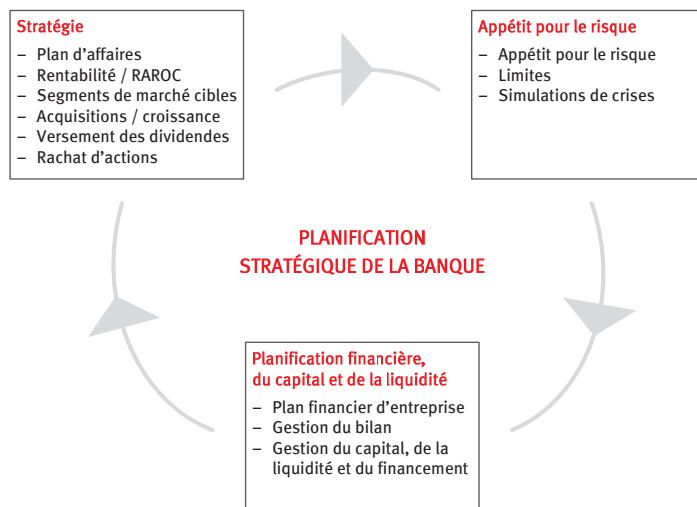 Stratégie
– Plan d’affaires
– Rentabilité / RAROC
– Segments de marché cibles
– Acquisitions / croissance
– Versement des dividendes
– Rachat d’actions
Appétit pour le risque
– Appétit pour le risque
– Limites
– Simulations de crises
PLANIFICATION
STRATÉGIQUE DE LA BANQUE
Planification financière,
du capital et de la liquidité
– Plan financier d’entreprise
– Gestion du bilan
– Gestion du capital, de la
liquidité et du financement